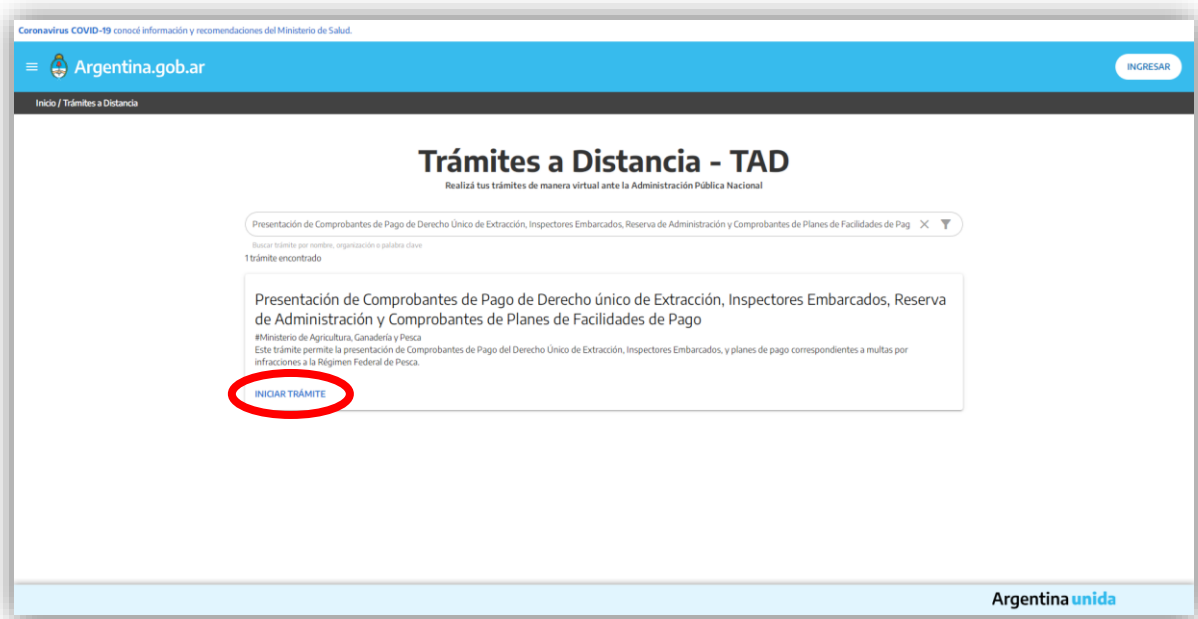 Coronavirus COVID-19 conocé información y recomendaciones del Ministerio de Salud.
Argentina.gob.ar
INGRESAR
Inicio / Trámites a Distancia
Trámites a Distancia - TAD
Realizá tus trámites de manera virtual ante la Administración Pública Nacional
Presentación de Comprobantes de Pago de Derecho Único de Extracción, Inspectores Embarcados, Reserva de Administración y Comprobantes de Planes de Facilidades de Pag
Buscar trámite por nombre, organización o palabra clave
1 trámite encontrado
Presentación de Comprobantes de Pago de Derecho único de Extracción, Inspectores Embarcados, Reserva
de Administración y Comprobantes de Planes de Facilidades de Pago
#Ministerio de Agricultura, Ganadería y Pesca
Este trámite permite la presentación de Comprobantes de Pago del Derecho Único de Extracción, Inspectores Embarcados, y planes de pago correspondientes a multas por
infracciones a la Régimen Federal de Pesca.
INICIAR TRÁMITE
Argentina unida